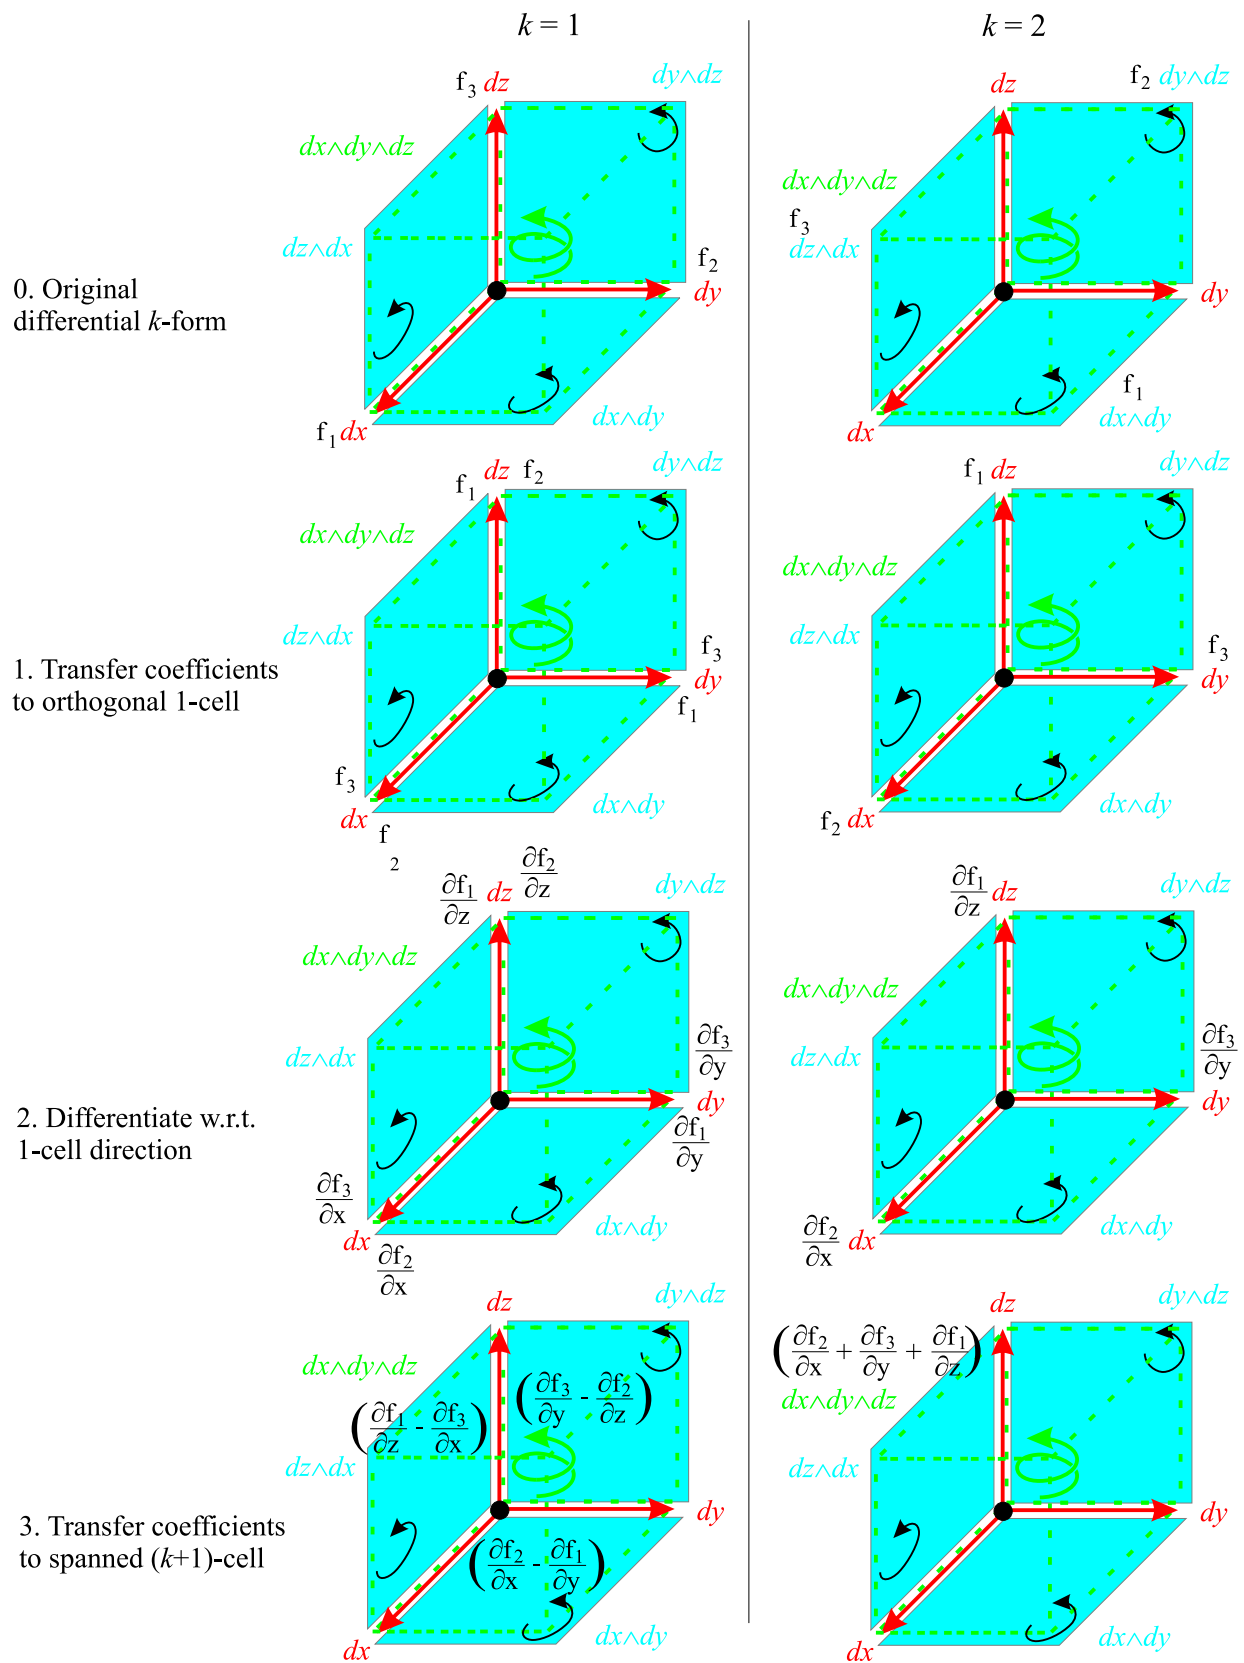 k = 1
k = 2
f₃ dz
dy∧dz
dx∧dy∧dz
dz∧dx
f₂
dy
f₁ dx
dx∧dy
dz
f₂ dy∧dz
dx∧dy∧dz
f₃
dz∧dx
dy
f₁
dx∧dy
dx
0. Original
differential k-form
f₁ dz f₂
dy∧dz
dx∧dy∧dz
dz∧dx
f₃
dy
f₁
f₃
dx
f
2
dx∧dy
f₁ dz
dy∧dz
dx∧dy∧dz
dz∧dx
f₃
dy
f₂ dx
dx∧dy
1. Transfer coefficients
to orthogonal 1-cell
∂f₁/∂z dz ∂f₂/∂z
dy∧dz
dx∧dy∧dz
dz∧dx
∂f₃/∂y
dy
∂f₁/∂y
∂f₃/∂x
dx
∂f₂/∂x
dx∧dy
∂f₁/∂z dz
dy∧dz
dx∧dy∧dz
dz∧dx
∂f₃/∂y
dy
∂f₂/∂x dx
dx∧dy
2. Differentiate w.r.t.
1-cell direction
dz
dy∧dz
dx∧dy∧dz
(∂f₃/∂y - ∂f₂/∂z)
(∂f₁/∂z - ∂f₃/∂x)
dz∧dx
dy
(∂f₂/∂x - ∂f₁/∂y)
dx
dx∧dy
dz
dy∧dz
(∂f₂/∂x + ∂f₃/∂y + ∂f₁/∂z)
dx∧dy∧dz
dz∧dx
dy
dx
dx∧dy
3. Transfer coefficients
to spanned (k+1)-cell